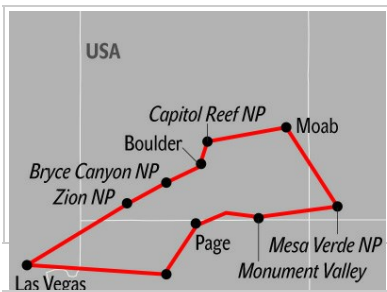 USA
Capitol Reef NP
Moab
Boulder
Bryce Canyon NP
Zion NP
Page
Mesa Verde NP
Monument Valley
Las Vegas